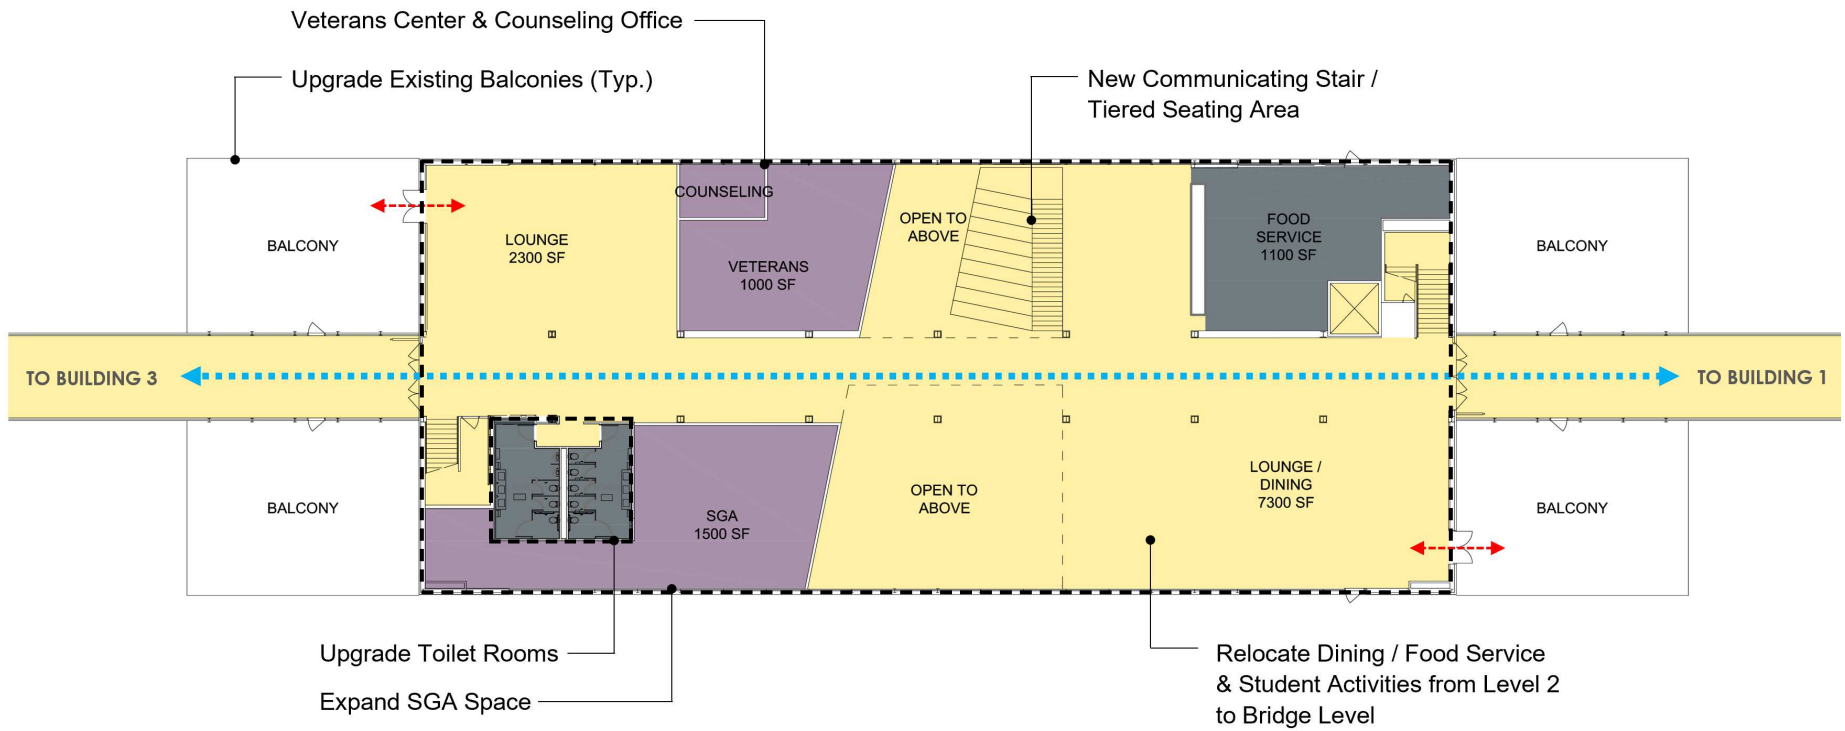 Veterans Center & Counseling Office
Upgrade Existing Balconies (Typ.)
New Communicating Stair /
Tiered Seating Area
COUNSELING
BALCONY
LOUNGE
2300 SF
VETERANS
1000 SF
OPEN TO
ABOVE
FOOD
SERVICE
1100 SF
BALCONY
TO BUILDING 3
TO BUILDING 1
BALCONY
SGA
1500 SF
OPEN TO
ABOVE
LOUNGE /
DINING
7300 SF
BALCONY
Upgrade Toilet Rooms
Expand SGA Space
Relocate Dining / Food Service
& Student Activities from Level 2
to Bridge Level